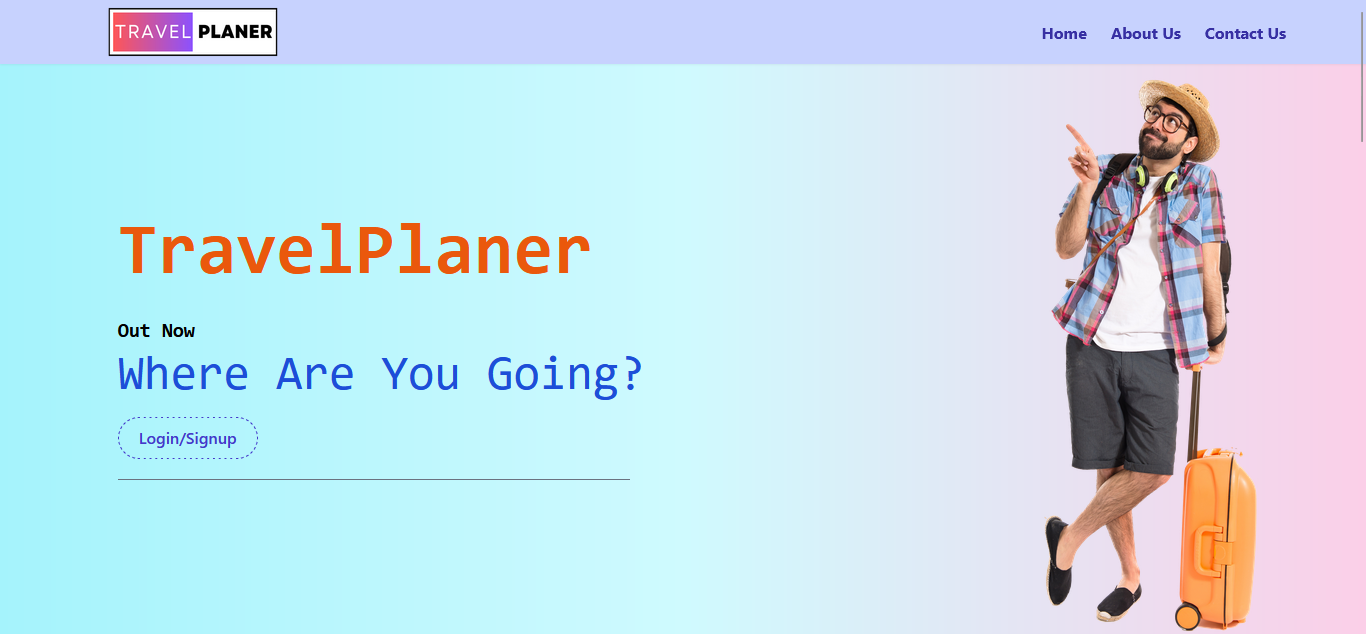 TRAVEL PLANER
Home About Us Contact Us
TravelPlaner
Out Now
Where Are You Going?
Login/Signup